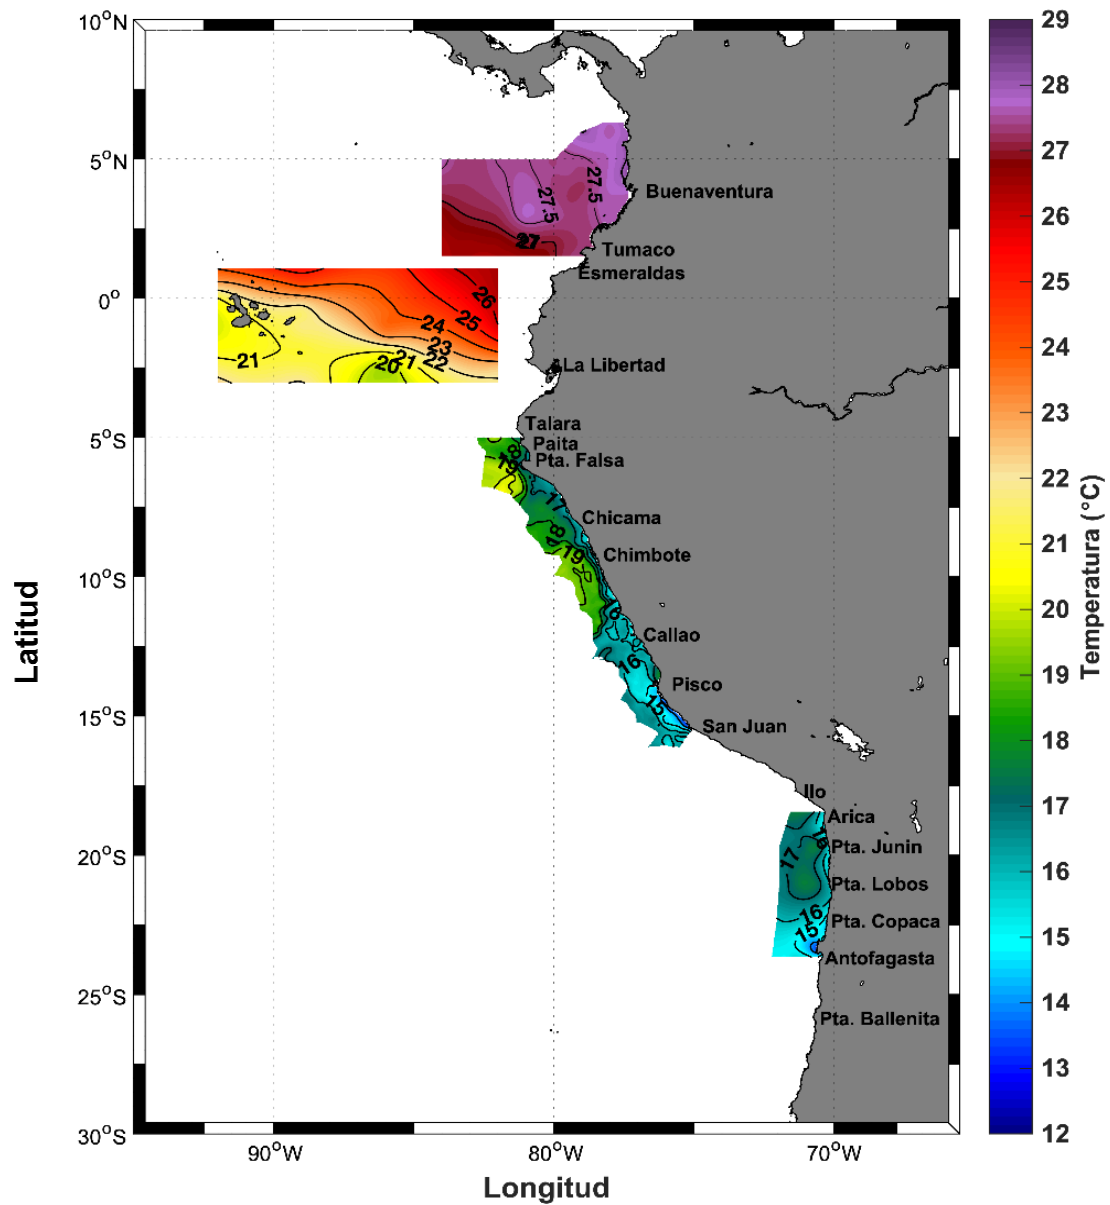 10°N
5°N
0°
5°S
10°S
15°S
20°S
25°S
30°S
90°W
80°W
70°W
Latitud
Longitud
Buenaventura
Tumaco
Esmeraldas
La Libertad
Talara
Paita
Pta. Falsa
Chicama
Chimbote
Callao
Pisco
San Juan
Ilo
Arica
Pta. Junin
Pta. Lobos
Pta. Copaca
Antofagasta
Pta. Ballenita
27.5
27.5
27
26
25
24
23
22
21
21
20
18
19
17
18
19
16
16
15
16
17
16
15
29
28
27
26
25
24
23
22
21
20
19
18
17
16
15
14
13
12
Temperatura (°C)